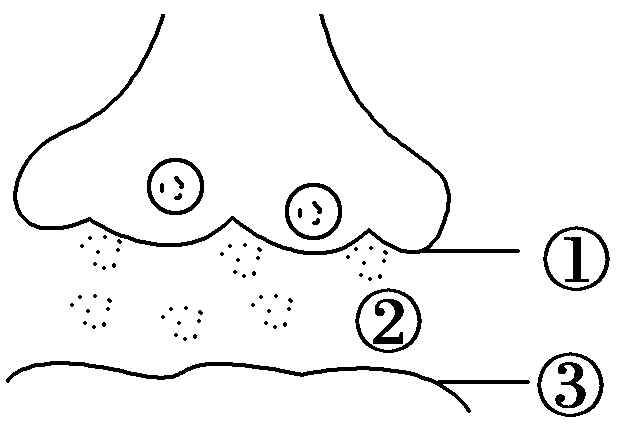 ①
②
③